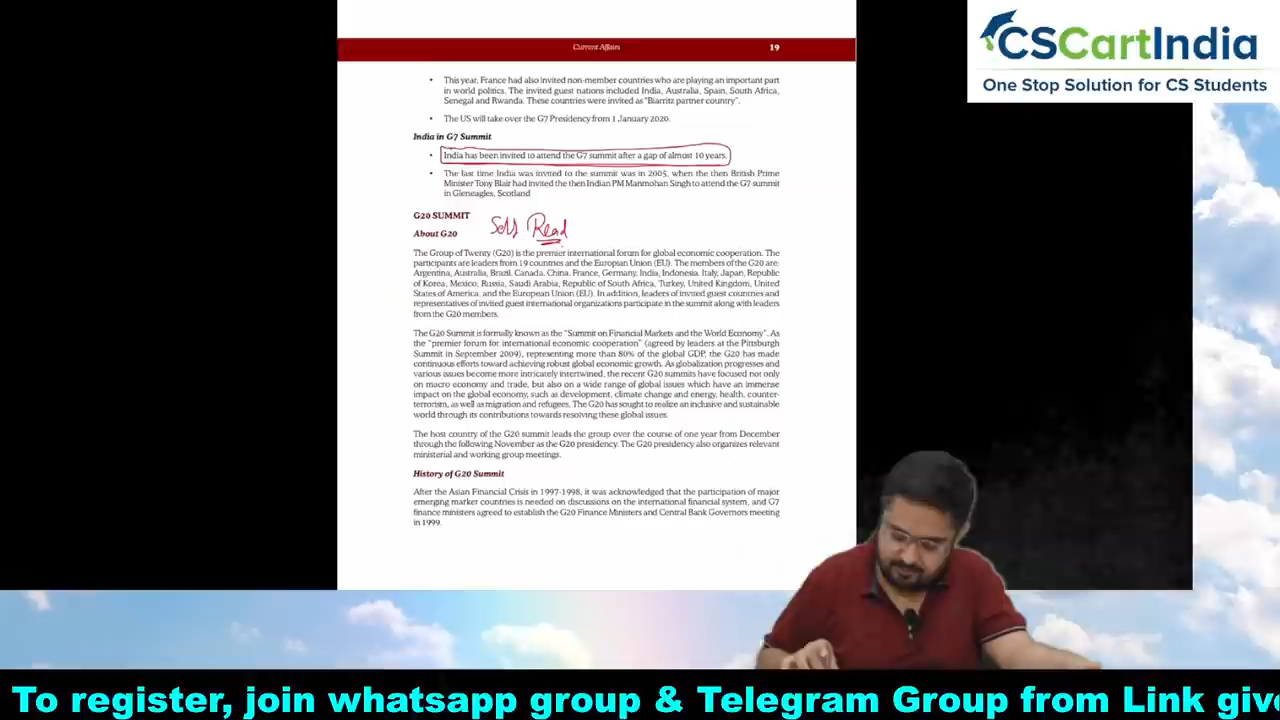 Current Affairs 19
CSCartIndia
One Stop Solution for CS Students
• This year, France had also invited non-member countries who are playing an important part
in world politics. The invited guest nations included India, Australia, Spain, South Africa,
Senegal and Rwanda. These countries were invited as "Biarritz partner country".
• The US will take over the G7 Presidency from 1 January 2020.
India in G7 Summit
• India has been invited to attend the G7 summit after a gap of almost 10 years.
• The last time India was invited to the summit was in 2005, when the then British Prime
Minister Tony Blair had invited the then Indian PM Manmohan Singh to attend the G7 summit
in Gleneagles, Scotland
G20 SUMMIT
Self Read
About G20
The Group of Twenty (G20) is the premier international forum for global economic cooperation. The
participants are leaders from 19 countries and the European Union (EU). The members of the G20 are:
Argentina, Australia, Brazil, Canada, China, France, Germany, India, Indonesia, Italy, Japan, Republic
of Korea, Mexico, Russia, Saudi Arabia, Republic of South Africa, Turkey, United Kingdom, United
States of America, and the European Union (EU). In addition, leaders of invited guest countries and
representatives of invited guest international organizations participate in the summit along with leaders
from the G20 members.
The G20 Summit is formally known as the "Summit on Financial Markets and the World Economy". As
the "premier forum for international economic cooperation" (agreed by leaders at the Pittsburgh
Summit in September 2009), representing more than 80% of the global GDP, the G20 has made
continuous efforts toward achieving robust global economic growth. As globalization progresses and
various issues become more intricately intertwined, the recent G20 summits have focused not only
on macro economy and trade, but also on a wide range of global issues which have an immense
impact on the global economy, such as development, climate change and energy, health, counter-
terrorism, as well as migration and refugees. The G20 has sought to realize an inclusive and sustainable
world through its contributions towards resolving these global issues.
The host country of the G20 summit leads the group over the course of one year from December
through the following November as the G20 presidency. The G20 presidency also organizes relevant
ministerial and working group meetings.
History of G20 Summit
After the Asian Financial Crisis in 1997-1998, it was acknowledged that the participation of major
emerging market countries is needed on discussions on the international financial system, and G7
finance ministers agreed to establish the G20 Finance Ministers and Central Bank Governors meeting
in 1999.
To register, join whatsapp group & Telegram Group from Link give